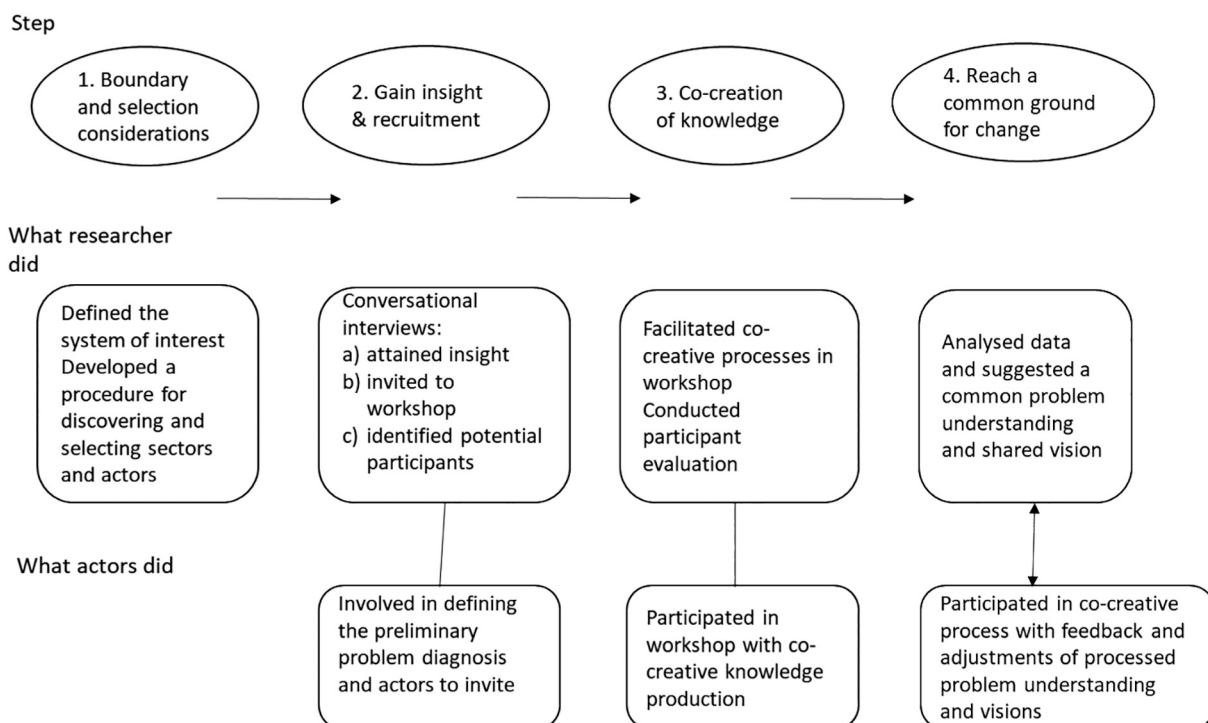 Step
1. Boundary
and selection
considerations
2. Gain insight
& recruitment
3. Co-creation
of knowledge
4. Reach a
common ground
for change
What researcher
did
Defined the
system of interest
Developed a
procedure for
discovering and
selecting sectors
and actors
Conversational
interviews:
a) attained insight
b) invited to
workshop
c) identified potential
participants
Facilitated co-
creative processes in
workshop
Conducted
participant
evaluation
Analysed data
and suggested a
common problem
understanding
and shared vision
What actors did
Involved in defining
the preliminary
problem diagnosis
and actors to invite
Participated in
workshop with co-
creative knowledge
production
Participated in co-creative
process with feedback and
adjustments of processed
problem understanding
and visions